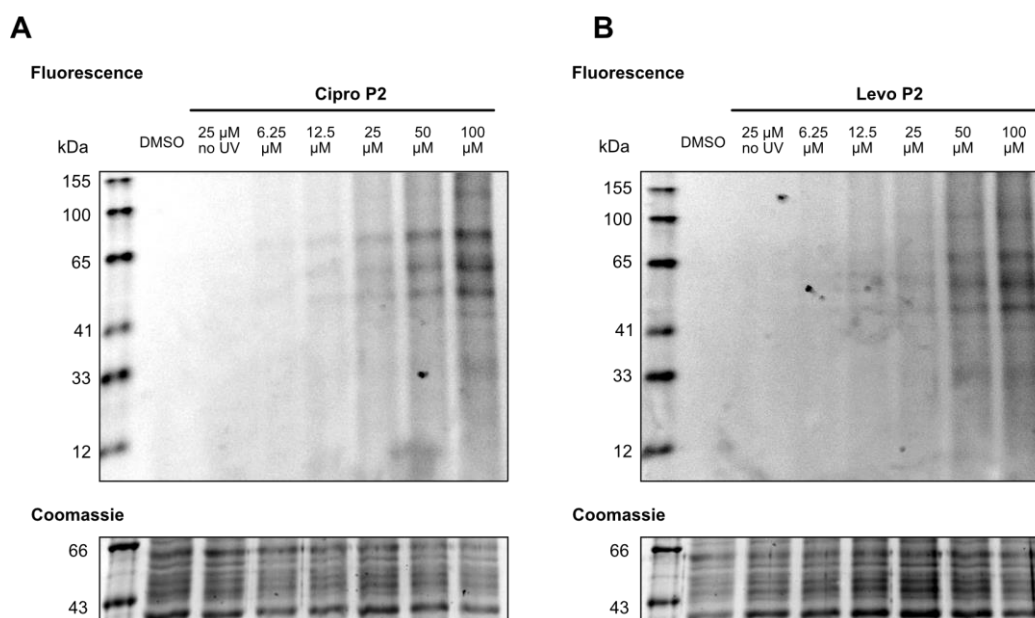 A
Fluorescence
Cipro P2
kDa
DMSO
25 µM no UV
6.25 µM
12.5 µM
25 µM
50 µM
100 µM
155
100
65
41
33
12
Coomassie
66
43
B
Fluorescence
Levo P2
kDa
DMSO
25 µM no UV
6.25 µM
12.5 µM
25 µM
50 µM
100 µM
155
100
65
41
33
12
Coomassie
66
43